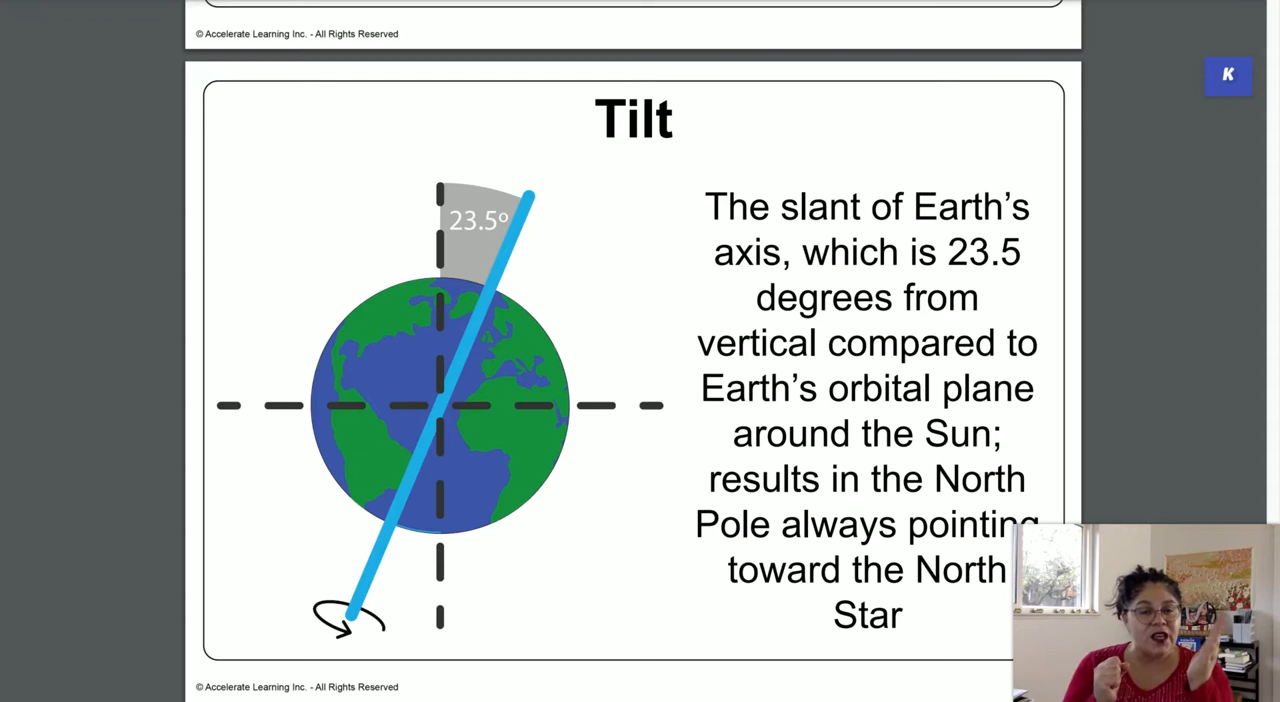 © Accelerate Learning Inc. - All Rights Reserved
K
Tilt
23.5º
The slant of Earth’s
axis, which is 23.5
degrees from
vertical compared to
Earth’s orbital plane
around the Sun;
results in the North
Pole always pointing
toward the North
Star
© Accelerate Learning Inc. - All Rights Reserved